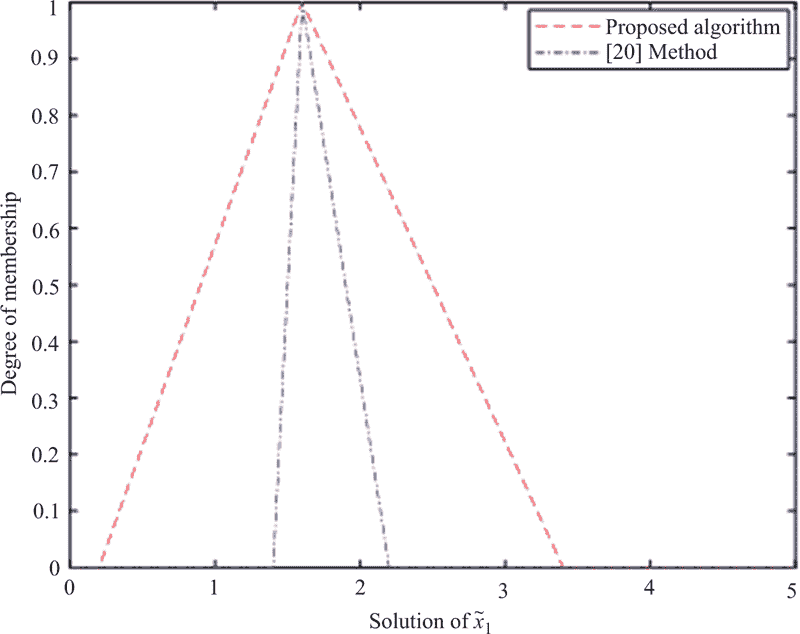 1
0.9
0.8
0.7
0.6
0.5
0.4
0.3
0.2
0.1
0
Degree of membership
Proposed algorithm
[20] Method
0 1 2 3 4 5
Solution of x̃₁